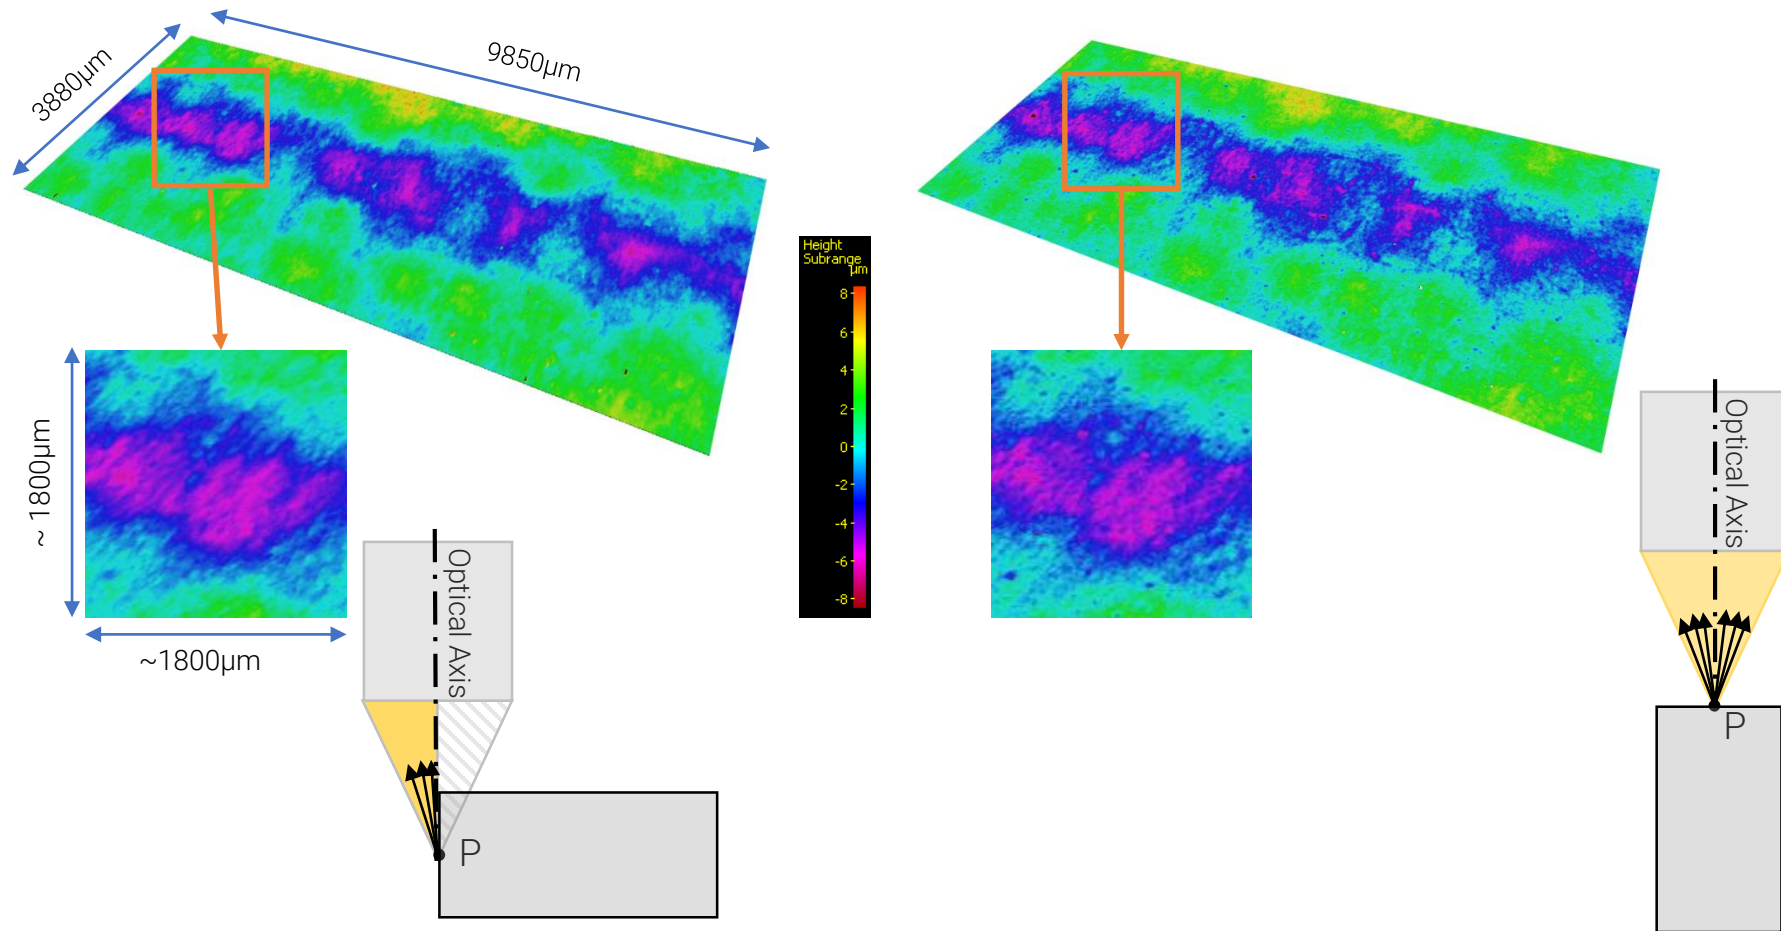 3880µm
9850µm
Height
Subrange
µm
8
6
4
2
0
-2
-4
-6
-8
~ 1800µm
~1800µm
Optical Axis
P
Optical Axis
P